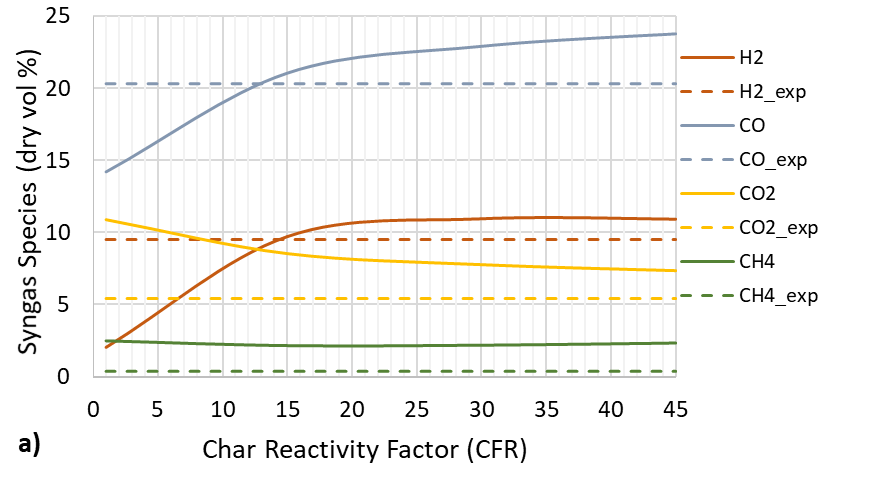 Syngas Species (dry vol %)
25
20
15
10
5
0
0 5 10 15 20 25 30 35 40 45
Char Reactivity Factor (CFR)
a)
H2
H2_exp
CO
CO_exp
CO2
CO2_exp
CH4
CH4_exp